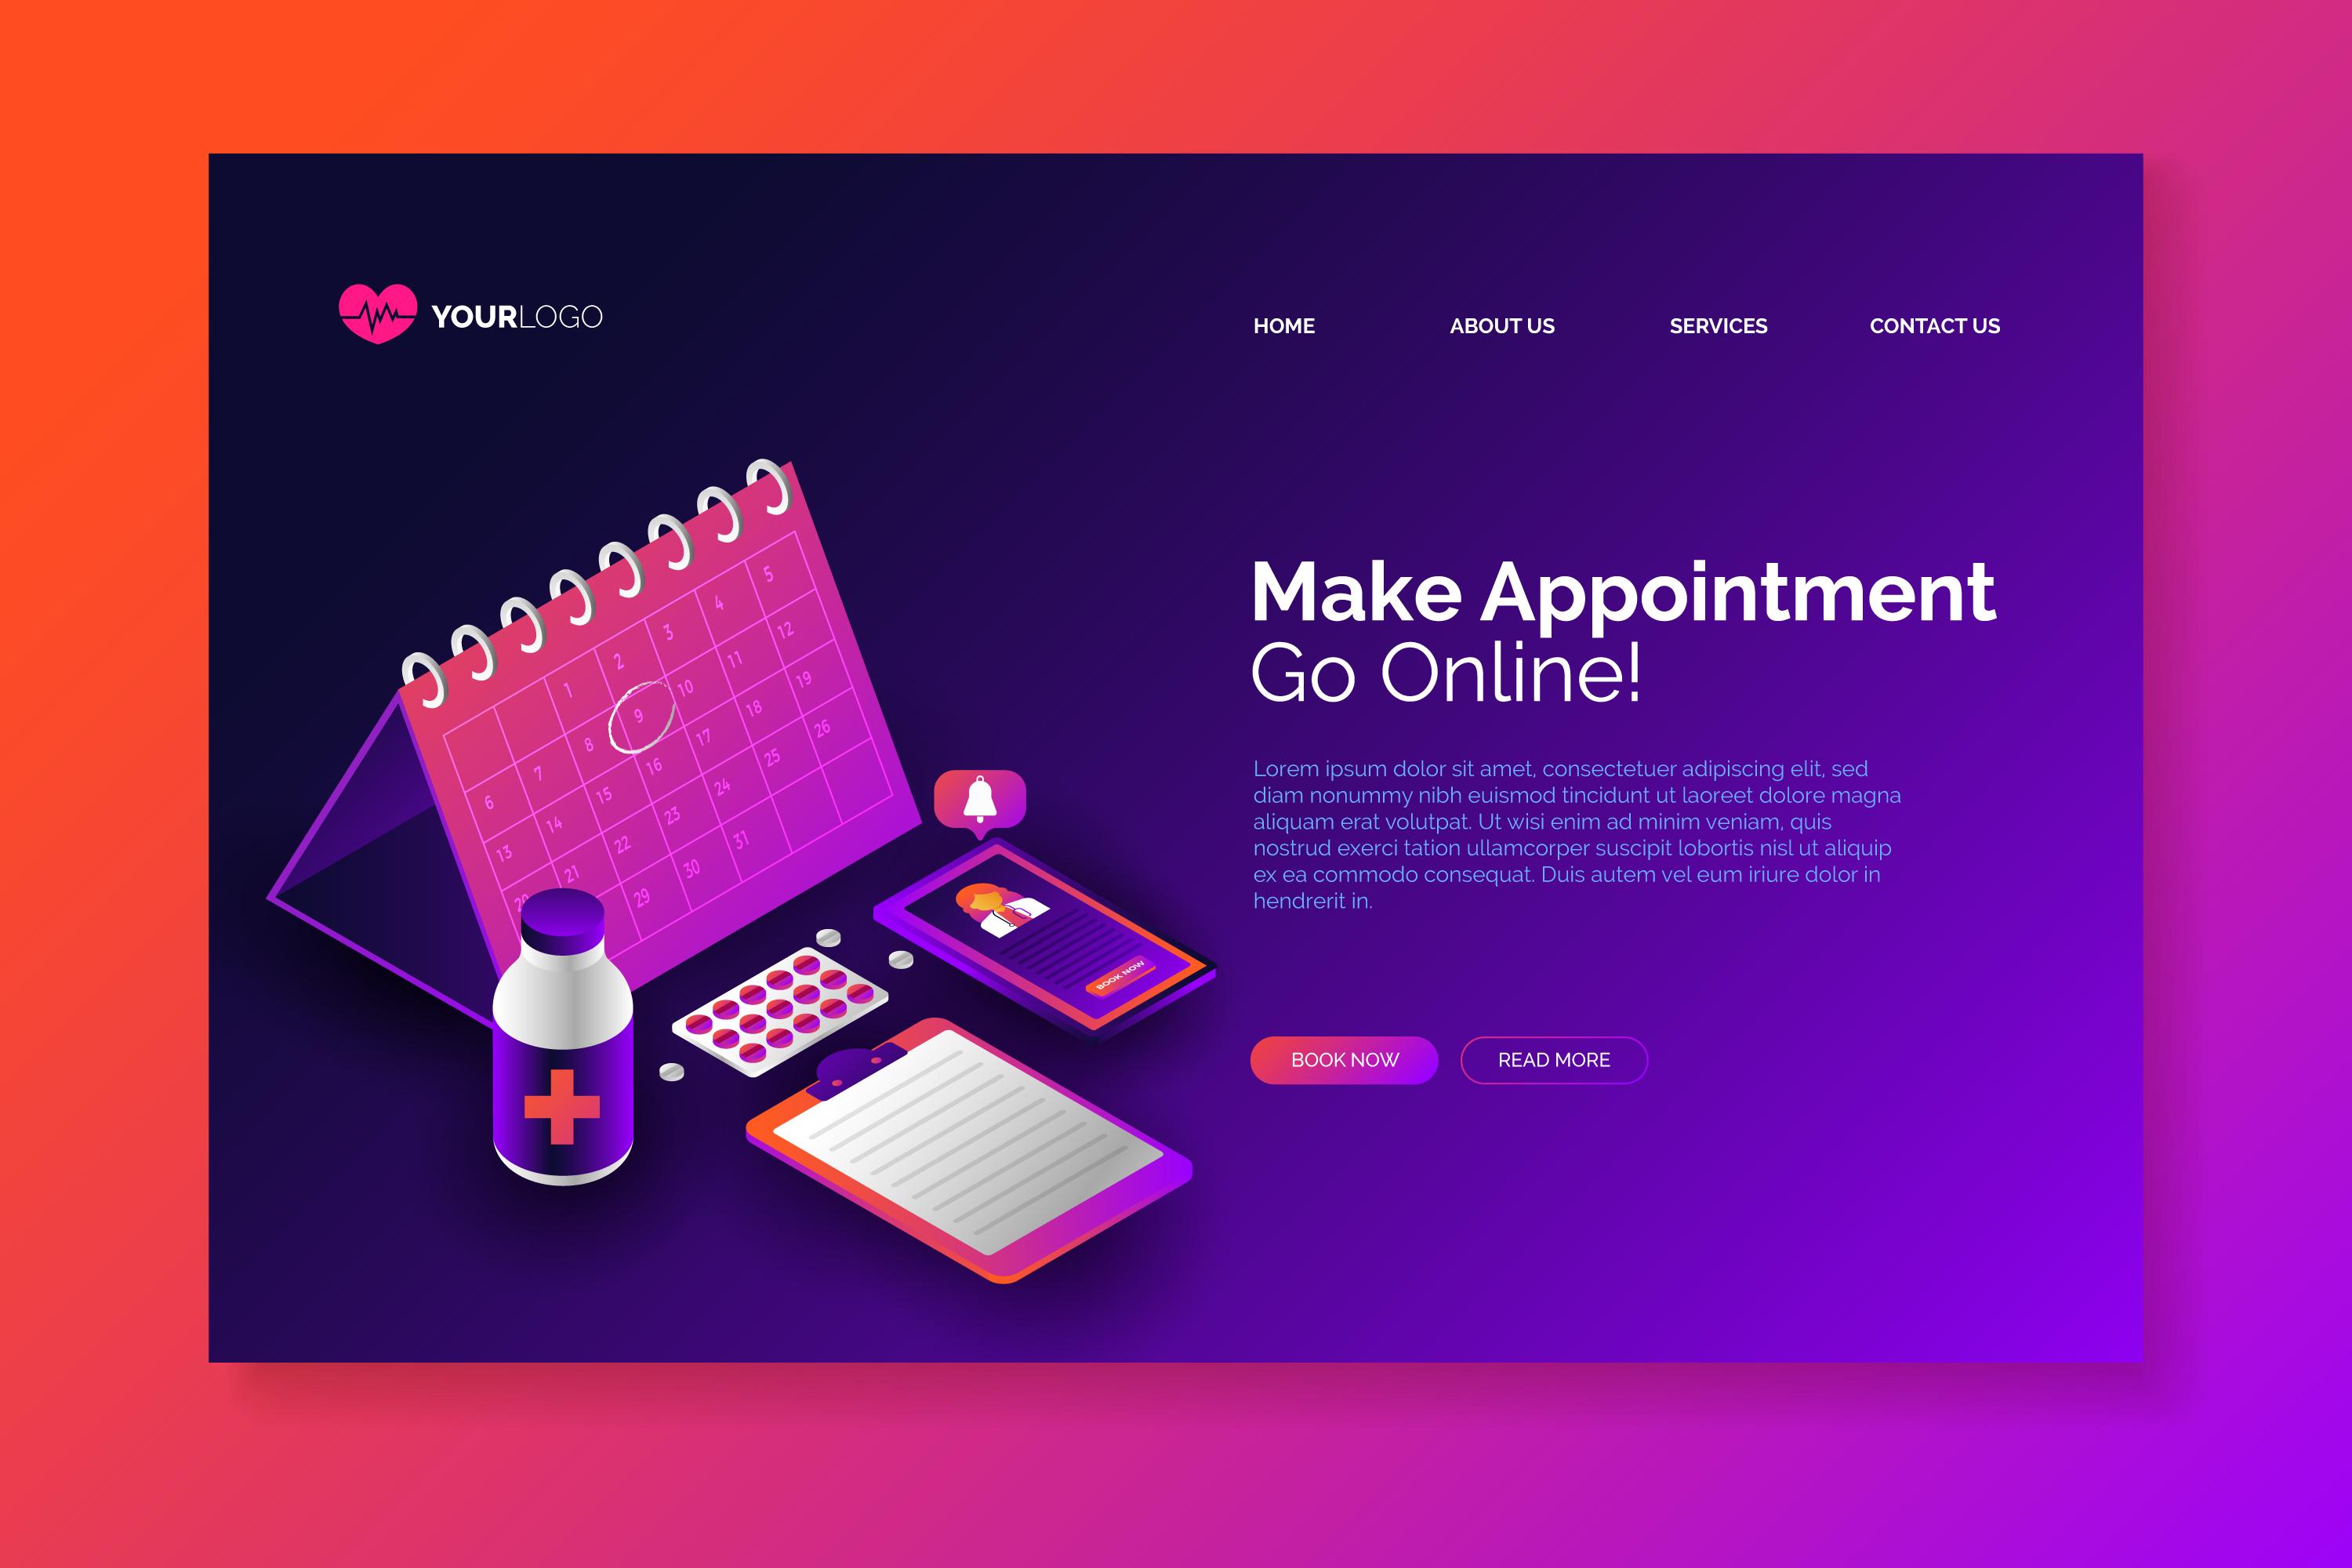 YOURLOGO
HOME ABOUT US SERVICES CONTACT US
Make Appointment
Go Online!
Lorem ipsum dolor sit amet, consectetuer adipiscing elit, sed
diam nonummy nibh euismod tincidunt ut laoreet dolore magna
aliquam erat volutpat. Ut wisi enim ad minim veniam, quis
nostrud exerci tation ullamcorper suscipit lobortis nisl ut aliquip
ex ea commodo consequat. Duis autem vel eum iriure dolor in
hendrerit in.
BOOK NOW READ MORE
1 2 3 4 5
6 7 8 9 10 11 12
13 14 15 16 17 18 19
20 21 22 23 24 25 26
29 30 31
BOOK NOW